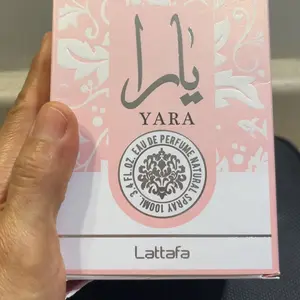 يارا
YARA
3.4 FL.OZ. EAU DE PERFUME NATURAL SPRAY 100ML
Lattafa